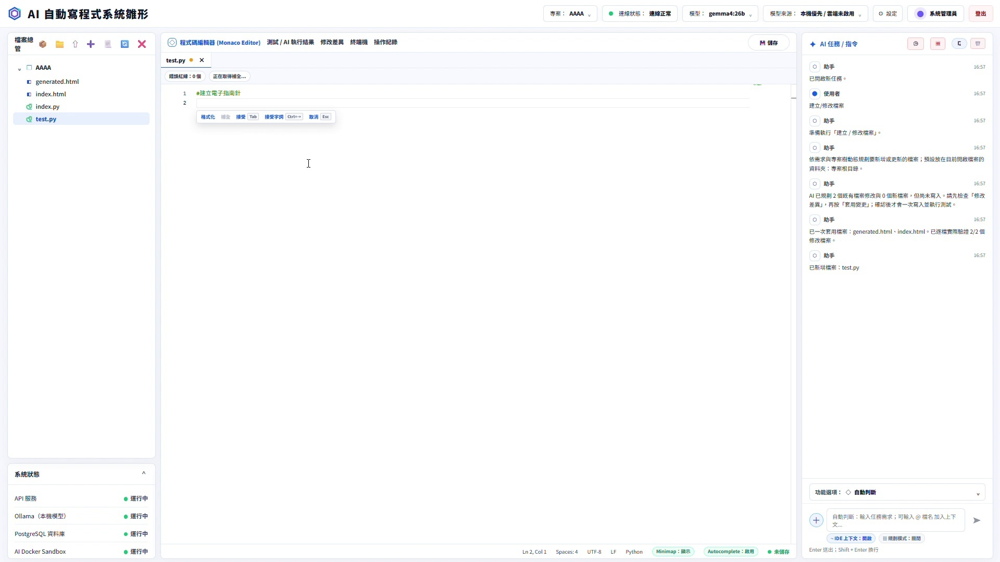 AI 自動寫程式系統雛形
專案： AAAA
連線狀態： 連線正常
模型： gemma4:26b
模型來源： 本機優先 / 雲端未啟用
設定
系統管理員
登出
檔案總管
AAAA
generated.html
index.html
index.py
test.py
系統狀態
API 服務 運行中
Ollama（本機模型） 運行中
PostgreSQL 資料庫 運行中
AI Docker Sandbox 運行中
程式碼編輯器 (Monaco Editor) 測試 / AI 執行結果 修改差異 終端機 操作紀錄
儲存
test.py
錯誤紅線：0 個 正在取得補全...
1 #建立電子指南針
2
格式化 補全 接受 Tab 接受字詞 Ctrl+→ 取消 Esc
Ln 2, Col 1 Spaces: 4 UTF-8 LF Python Minimap：顯示 Autocomplete：啟用 未儲存
AI 任務 / 指令
助手 16:57
已開啟新任務。
使用者 16:57
建立/修改檔案
助手 16:57
準備執行「建立 / 修改檔案」。
助手 16:57
依需求與專案樹動態規劃要新增或更新的檔案；預設放在目前開啟檔案的
資料夾：專案根目錄。
助手 16:57
AI 已規劃 2 個既有檔案修改與 0 個新檔案，但尚未寫入。請先檢查「修改
差異」，再按「套用變更」；確認後才會一次寫入並執行測試。
助手 16:57
已一次套用檔案：generated.html、index.html。已逐檔實際驗證 2/2 個
修改檔案。
助手 16:57
已新增檔案：test.py
功能選項： 自動判斷
自動判斷：輸入任務需求；可輸入 @ 檔名 加入上下
文...
IDE 上下文：開啟 規劃模式：關閉
Enter 送出；Shift + Enter 換行